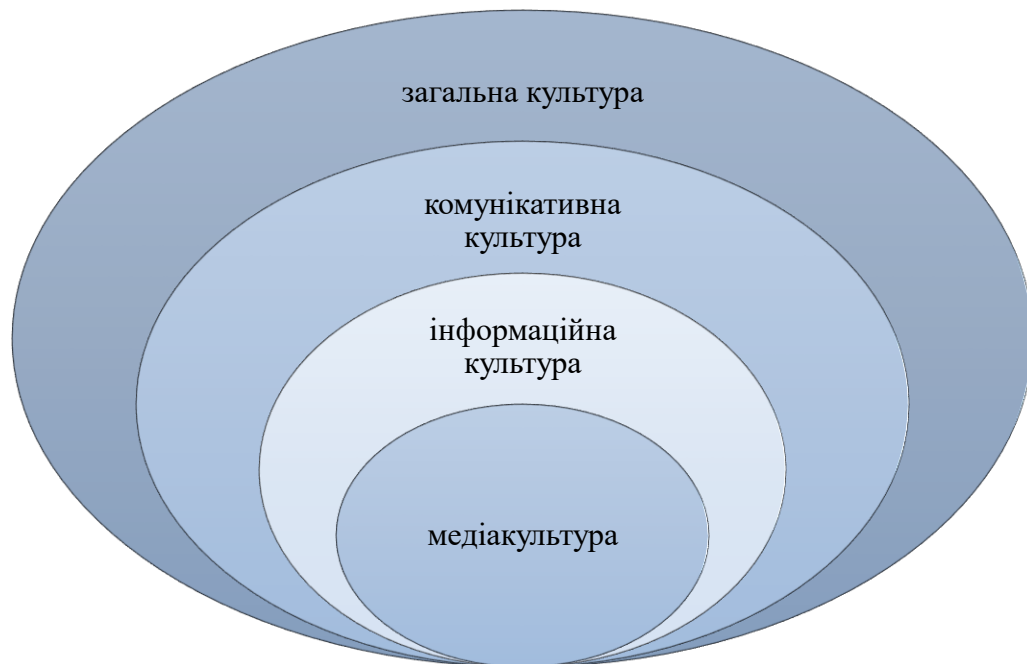 загальна культура
комунікативна
культура
інформаційна
культура
медіакультура